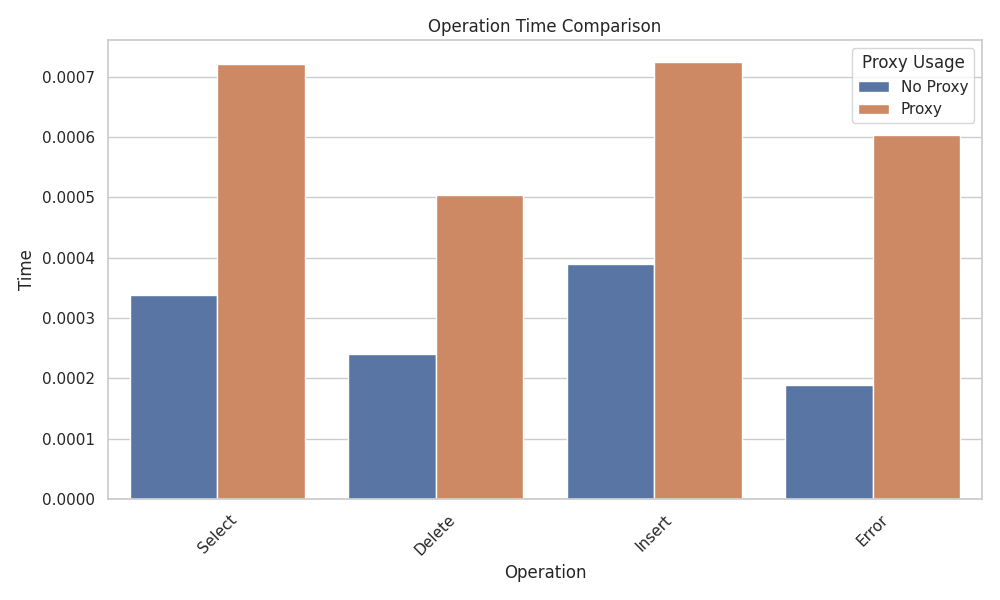 Operation Time Comparison
Proxy Usage
No Proxy
Proxy
0.0007
0.0006
0.0005
0.0004
0.0003
0.0002
0.0001
0.0000
Time
Select
Delete
Insert
Error
Operation